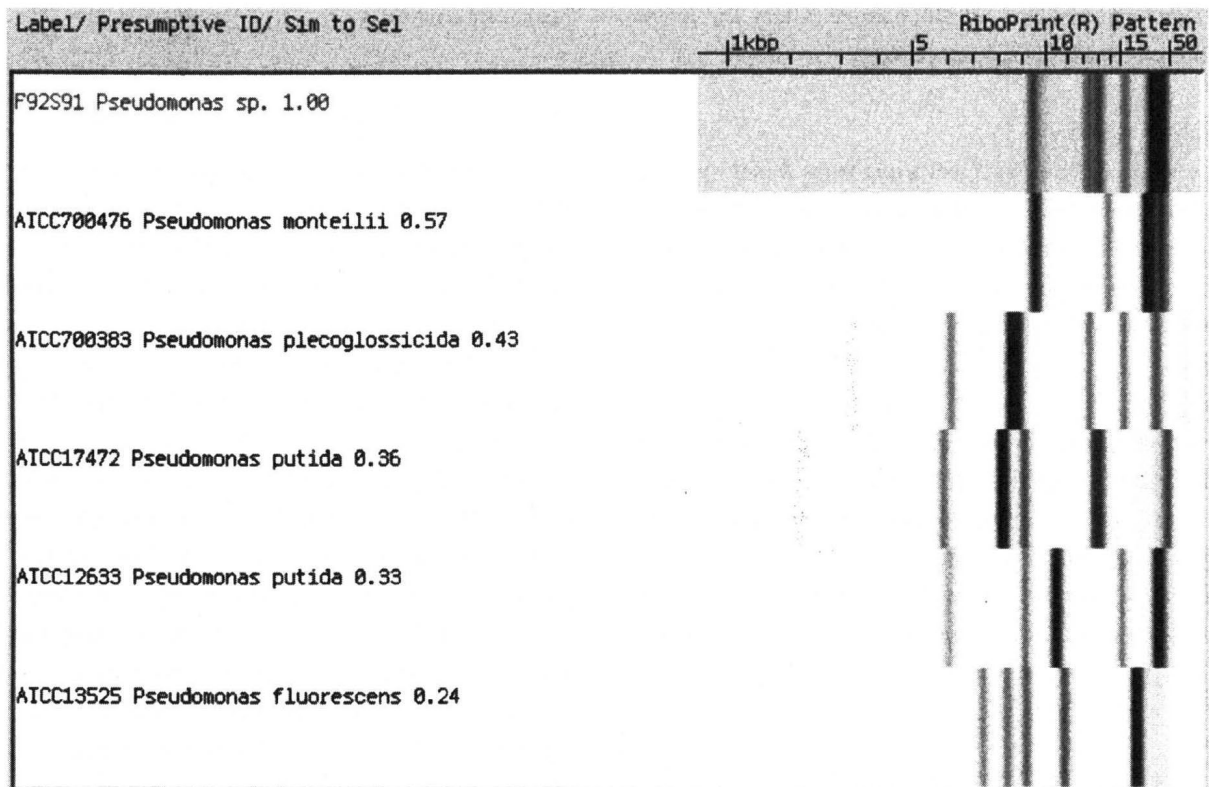 Label/ Presumptive ID/ Sim to Sel
RiboPrint(R) Pattern
1kbp 5 10 15 50
F92S91 Pseudomonas sp. 1.00
ATCC700476 Pseudomonas monteilii 0.57
ATCC700383 Pseudomonas plecoglossicida 0.43
ATCC17472 Pseudomonas putida 0.36
ATCC12633 Pseudomonas putida 0.33
ATCC13525 Pseudomonas fluorescens 0.24